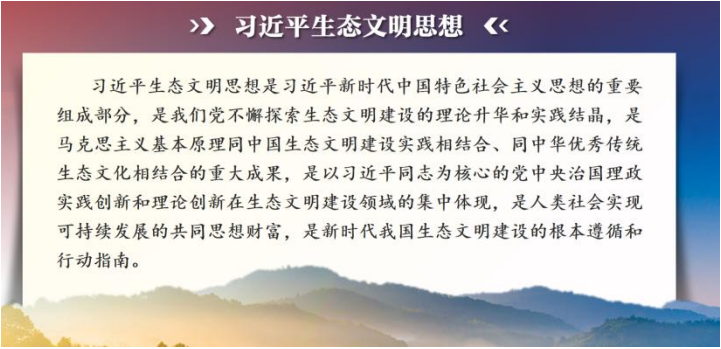 习近平生态文明思想
习近平生态文明思想是习近平新时代中国特色社会主义思想的重要
组成部分，是我们党不懈探索生态文明建设的理论升华和实践结晶，是
马克思主义基本原理同中国生态文明建设实践相结合、同中华优秀传统
生态文化相结合的重大成果，是以习近平同志为核心的党中央治国理政
实践创新和理论创新在生态文明建设领域的集中体现，是人类社会实现
可持续发展的共同思想财富，是新时代我国生态文明建设的根本遵循和
行动指南。